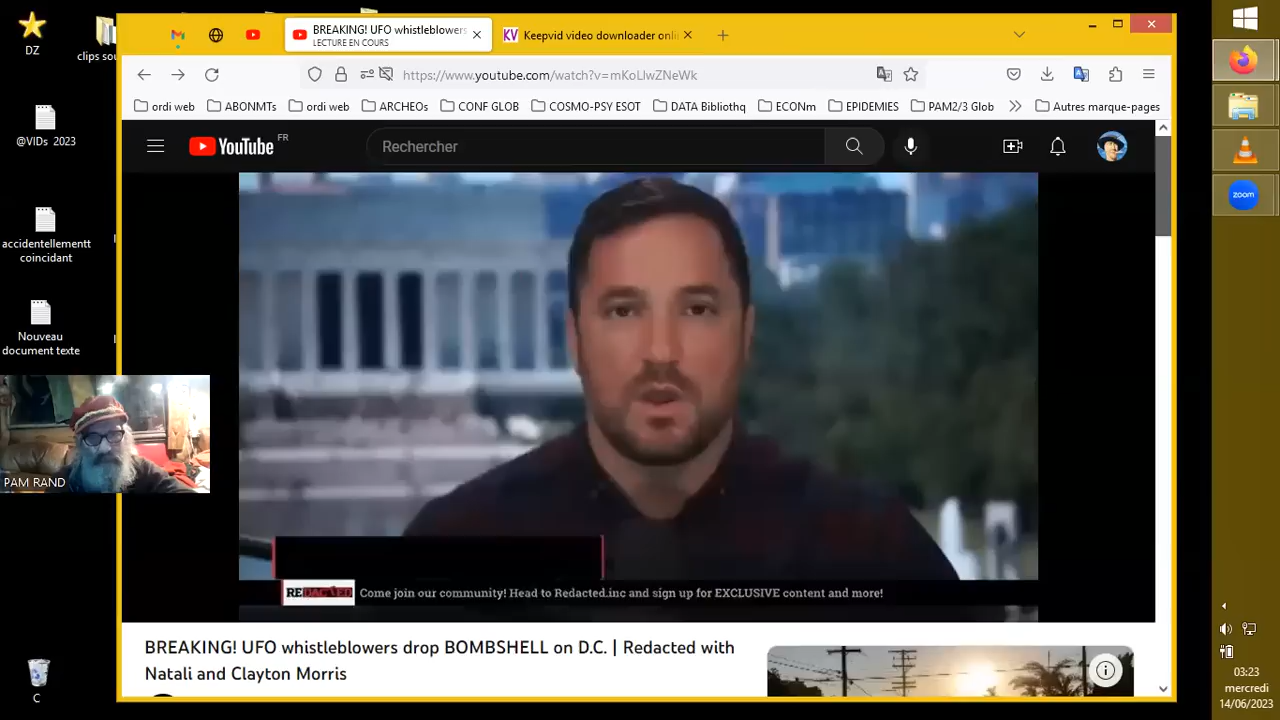 DZ
clips sou
@VIDs 2023
accidentellementt
coincidant
Nouveau
document texte
PAM RAND
C
BREAKING! UFO whistleblowers
LECTURE EN COURS
Keepvid video downloader onli
https://www.youtube.com/watch?v=mKoLlwZNeWk
ordi web
ABONMTs
ordi web
ARCHEOs
CONF GLOB
COSMO-PSY ESOT
DATA Bibliothq
ECONm
EPIDEMIES
PAM2/3 Glob
Autres marque-pages
YouTube FR
Rechercher
REDACTED Come join our community! Head to Redacted.inc and sign up for EXCLUSIVE content and more!
BREAKING! UFO whistleblowers drop BOMBSHELL on D.C. | Redacted with
Natali and Clayton Morris
zoom
03:23
mercredi
14/06/2023